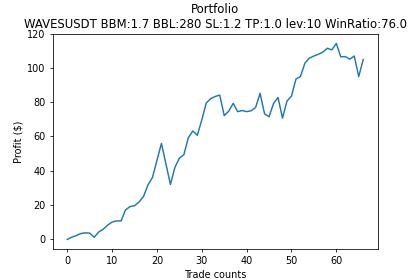 Portfolio
WAVESUSDT BBM:1.7 BBL:280 SL:1.2 TP:1.0 lev:10 WinRatio:76.0
120
100
80
60
40
20
0
Profit ($)
0 10 20 30 40 50 60
Trade counts